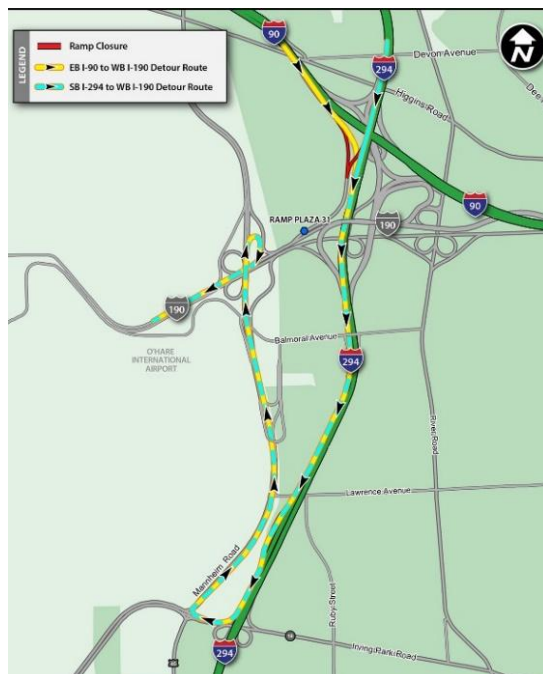 LEGEND
Ramp Closure
EB I-90 to WB I-190 Detour Route
SB I-294 to WB I-190 Detour Route
90
Devon Avenue
N
294
Higgins Road
90
RAMP PLAZA 31
190
190
O'HARE
INTERNATIONAL
AIRPORT
Balmoral Avenue
294
River Road
Lawrence Avenue
Mannheim Road
Ruby Street
Irving Park Road
294